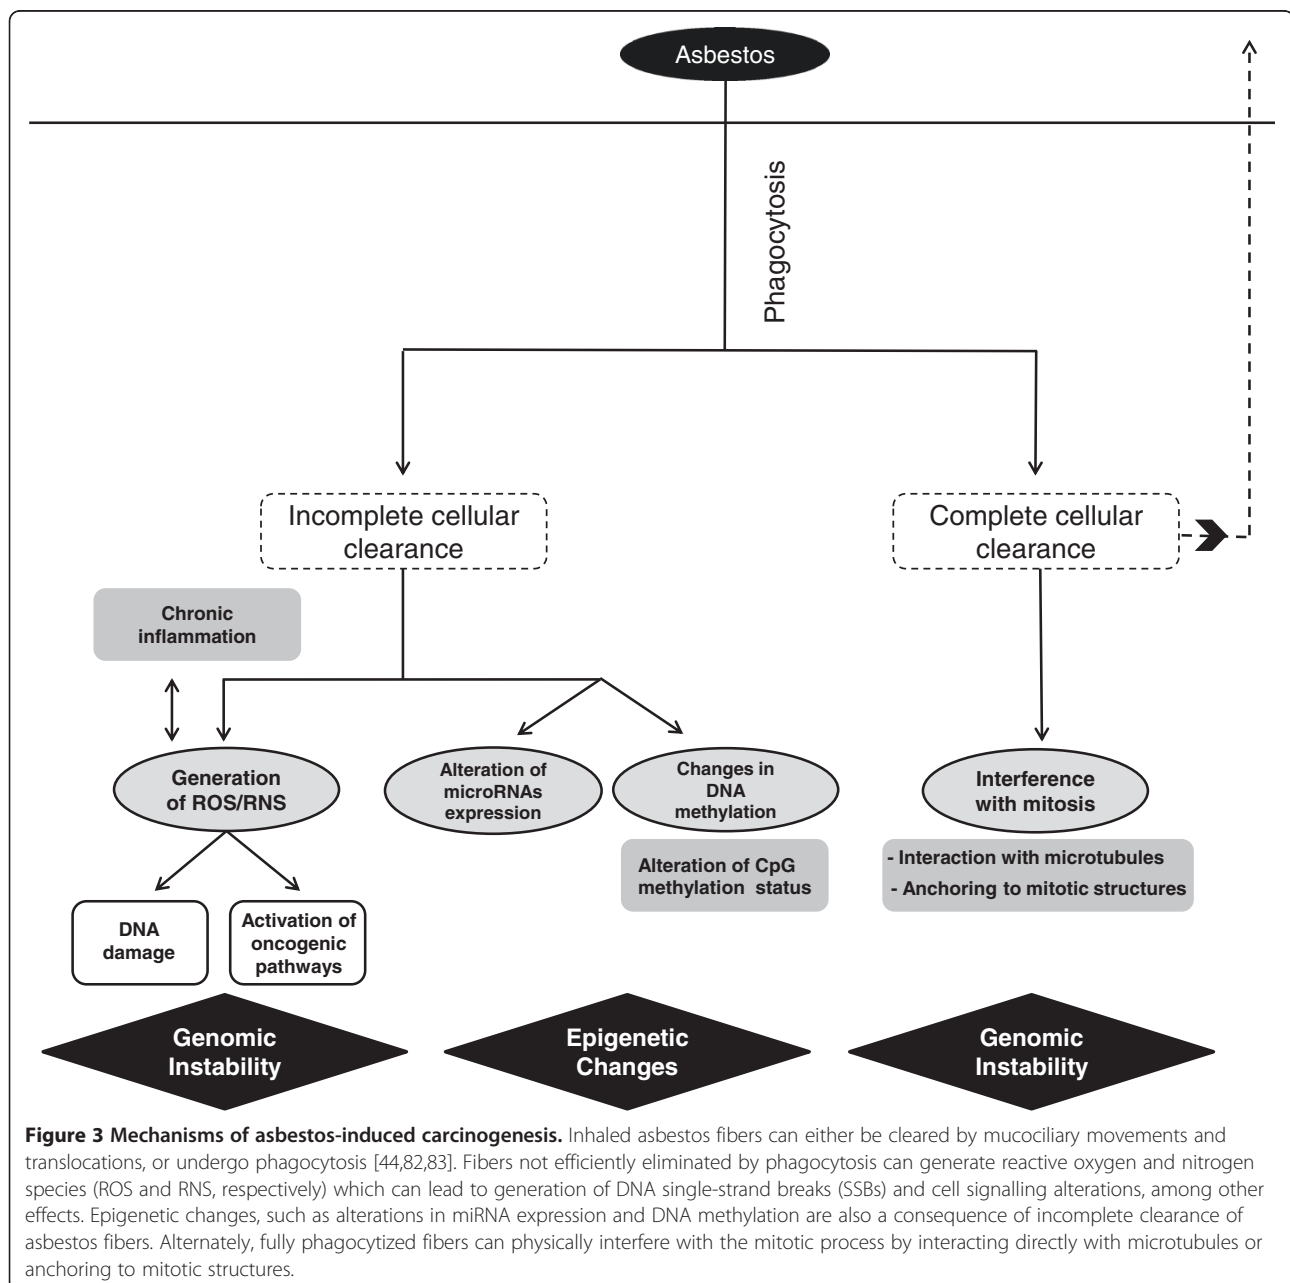 Asbestos
Phagocytosis
Incomplete cellular
clearance
Complete cellular
clearance
Chronic
inflammation
Generation
of ROS/RNS
Alteration of
microRNAs
expression
Changes in
DNA
methylation
Interference
with mitosis
Alteration of CpG
methylation status
- Interaction with microtubules
- Anchoring to mitotic structures
DNA
damage
Activation of
oncogenic
pathways
Genomic
Instability
Epigenetic
Changes
Genomic
Instability
Figure 3 Mechanisms of asbestos-induced carcinogenesis. Inhaled asbestos fibers can either be cleared by mucociliary movements and
translocations, or undergo phagocytosis [44,82,83]. Fibers not efficiently eliminated by phagocytosis can generate reactive oxygen and nitrogen
species (ROS and RNS, respectively) which can lead to generation of DNA single-strand breaks (SSBs) and cell signalling alterations, among other
effects. Epigenetic changes, such as alterations in miRNA expression and DNA methylation are also a consequence of incomplete clearance of
asbestos fibers. Alternately, fully phagocytized fibers can physically interfere with the mitotic process by interacting directly with microtubules or
anchoring to mitotic structures.